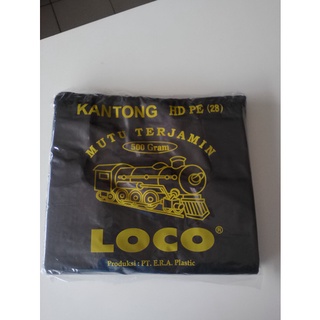 KANTONG HD PE (28)
MUTU TERJAMIN
500 Gram
LOCO®
Produksi : PT. E.R.A. Plastic